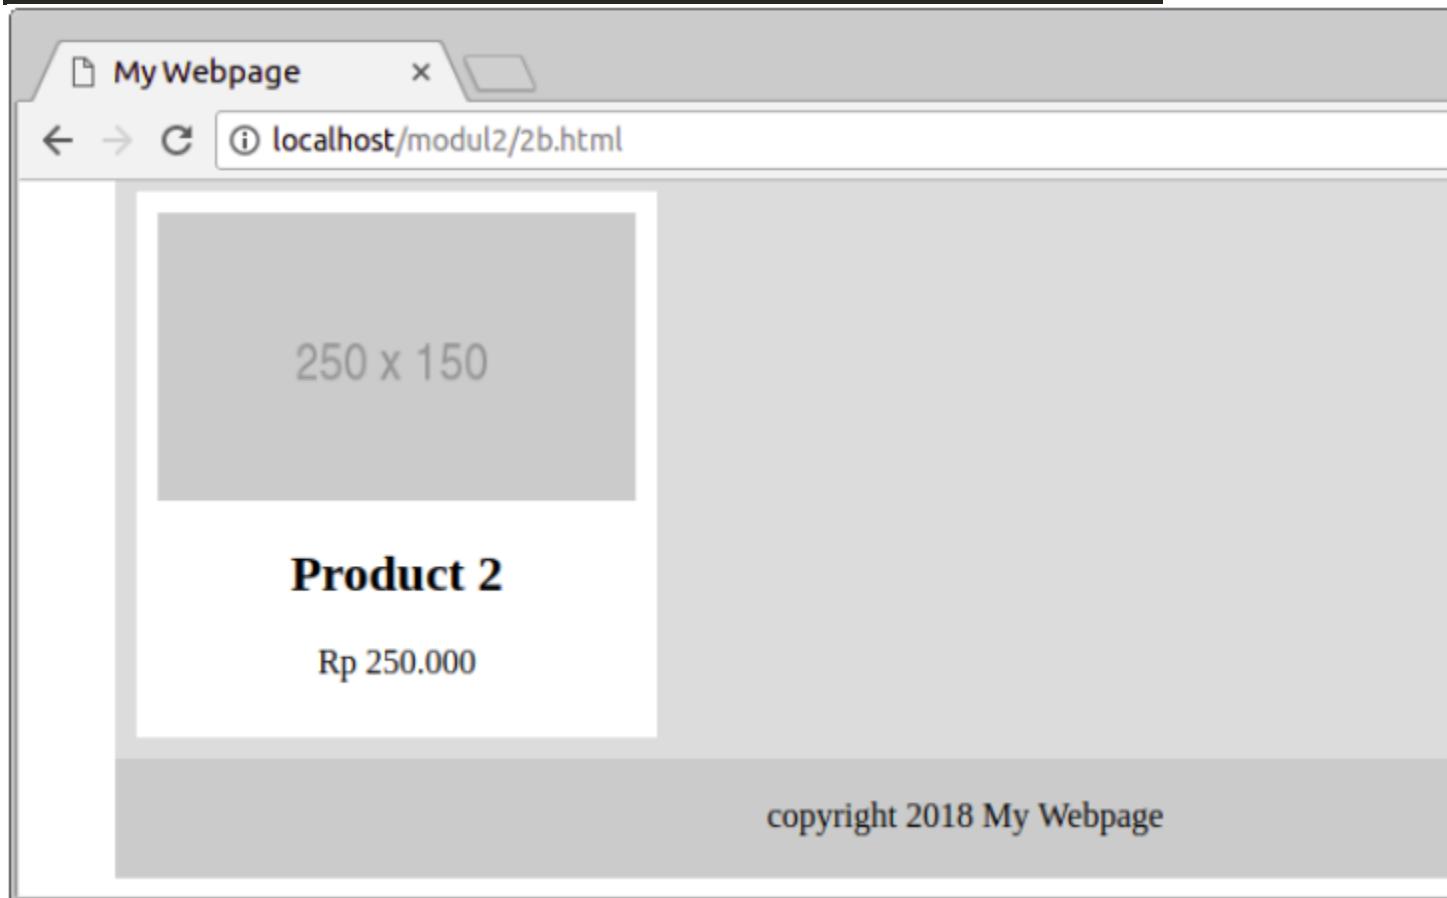 My Webpage
localhost/modul2/2b.html
250 x 150
Product 2
Rp 250.000
copyright 2018 My Webpage